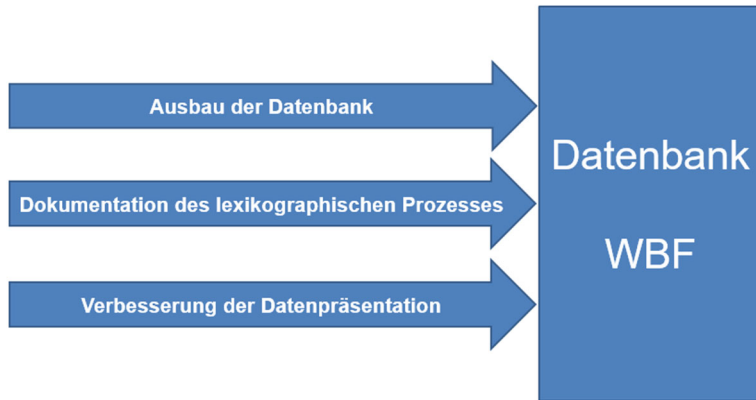 Ausbau der Datenbank
Dokumentation des lexikographischen Prozesses
Verbesserung der Datenpräsentation
Datenbank
WBF